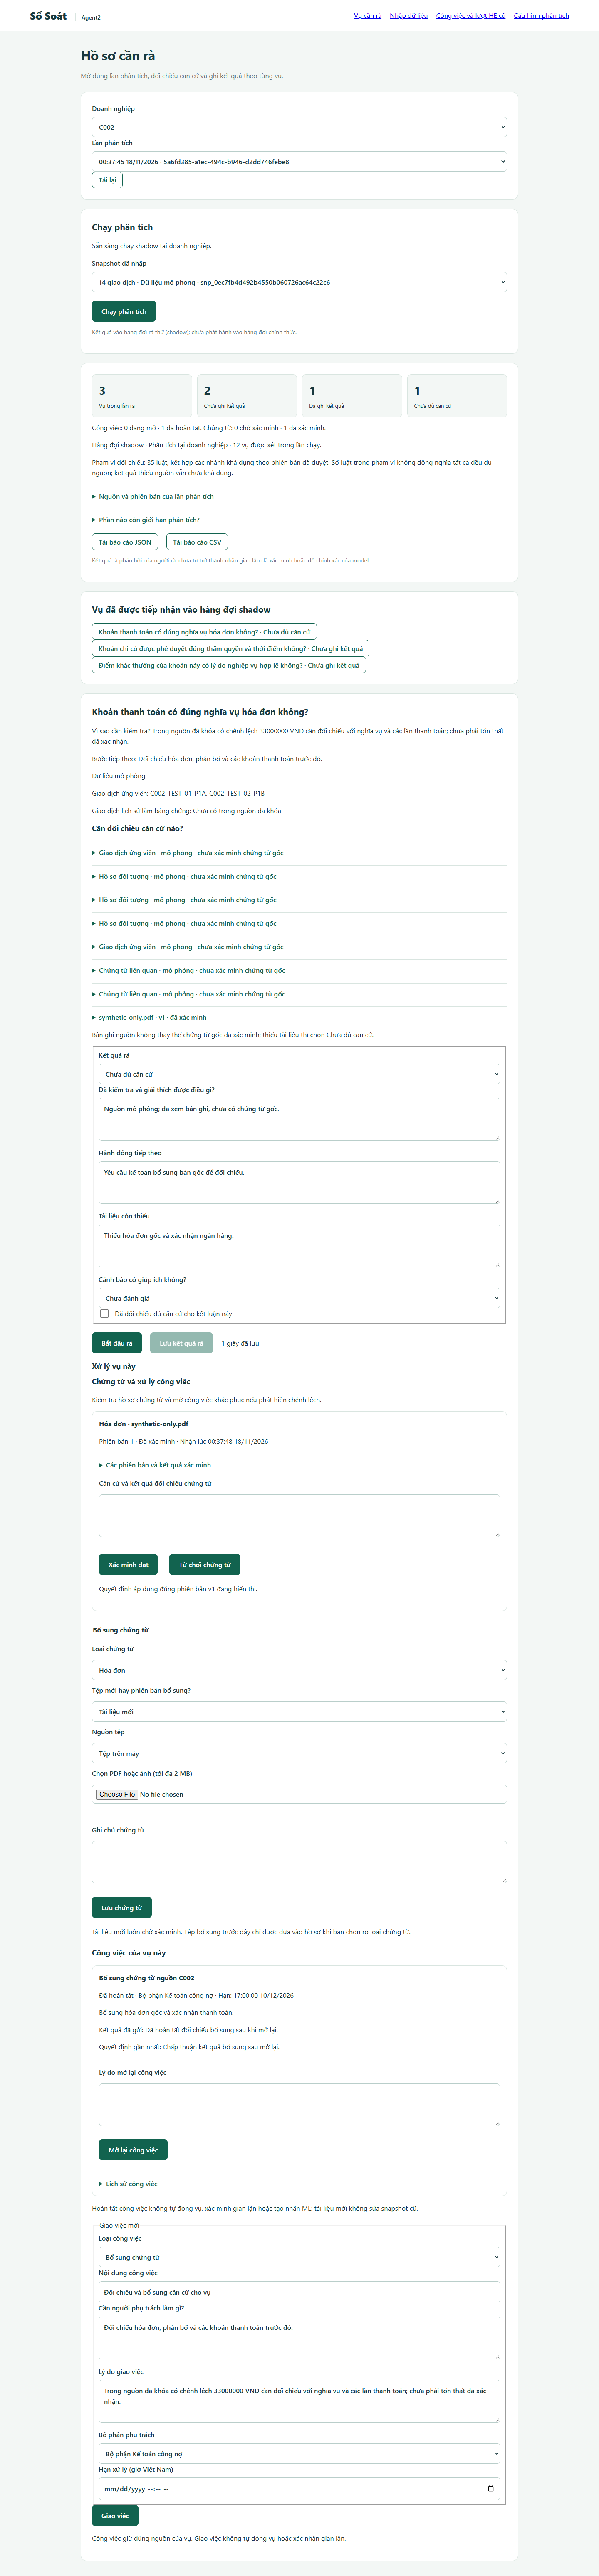 Sổ Soát
Agent2
Vụ cần rà
Nhập dữ liệu
Công việc và lượt HE cũ
Cấu hình phân tích
Hồ sơ cần rà
Mở đúng lần phân tích, đối chiếu căn cứ và ghi kết quả theo từng vụ.
Doanh nghiệp
C002
Lần phân tích
00:37:45 18/11/2026 · 5a6fd385-a1ec-494c-b946-d2dd746febe8
Tải lại
Chạy phân tích
Sẵn sàng chạy shadow tại doanh nghiệp.
Snapshot đã nhập
14 giao dịch · Dữ liệu mô phỏng · snp_0ec7fb4d492b4550b060726ac64c22c6
Chạy phân tích
Kết quả vào hàng đợi rà thử (shadow); chưa phát hành vào hàng đợi chính thức.
3
Vụ trong lần rà
2
Chưa ghi kết quả
1
Đã ghi kết quả
1
Chưa đủ căn cứ
Công việc: 0 đang mở · 1 đã hoàn tất. Chứng từ: 0 chờ xác minh · 1 đã xác minh.
Hàng đợi shadow · Phân tích tại doanh nghiệp · 12 vụ được xét trong lần chạy.
Phạm vi đối chiếu: 35 luật, kết hợp các nhánh khả dụng theo phiên bản đã duyệt. Số luật trong phạm vi không đồng nghĩa tất cả đều đủ
nguồn; kết quả thiếu nguồn vẫn chưa khả dụng.
Nguồn và phiên bản của lần phân tích
Phần nào còn giới hạn phân tích?
Tải báo cáo JSON
Tải báo cáo CSV
Kết quả là phản hồi của người rà; chưa tự trở thành nhãn gian lận đã xác minh hoặc độ chính xác của model.
Vụ đã được tiếp nhận vào hàng đợi shadow
Khoản thanh toán có đúng nghĩa vụ hóa đơn không? · Chưa đủ căn cứ
Khoản chi có được phê duyệt đúng thẩm quyền và thời điểm không? · Chưa ghi kết quả
Điểm khác thường của khoản này có lý do nghiệp vụ hợp lệ không? · Chưa ghi kết quả
Khoản thanh toán có đúng nghĩa vụ hóa đơn không?
Vì sao cần kiểm tra? Trong nguồn đã khóa có chênh lệch 33000000 VND cần đối chiếu với nghĩa vụ và các lần thanh toán; chưa phải tổn thất
đã xác nhận.
Bước tiếp theo: Đối chiếu hóa đơn, phân bổ và các khoản thanh toán trước đó.
Dữ liệu mô phỏng
Giao dịch ứng viên: C002_TEST_01_P1A, C002_TEST_02_P1B
Giao dịch lịch sử làm bằng chứng: Chưa có trong nguồn đã khóa
Cần đối chiếu căn cứ nào?
Giao dịch ứng viên · mô phỏng · chưa xác minh chứng từ gốc
Hồ sơ đối tượng · mô phỏng · chưa xác minh chứng từ gốc
Hồ sơ đối tượng · mô phỏng · chưa xác minh chứng từ gốc
Hồ sơ đối tượng · mô phỏng · chưa xác minh chứng từ gốc
Giao dịch ứng viên · mô phỏng · chưa xác minh chứng từ gốc
Chứng từ liên quan · mô phỏng · chưa xác minh chứng từ gốc
Chứng từ liên quan · mô phỏng · chưa xác minh chứng từ gốc
synthetic-only.pdf · v1 · đã xác minh
Bản ghi nguồn không thay thế chứng từ gốc đã xác minh; thiếu tài liệu thì chọn Chưa đủ căn cứ.
Kết quả rà
Chưa đủ căn cứ
Đã kiểm tra và giải thích được điều gì?
Nguồn mô phỏng; đã xem bản ghi, chưa có chứng từ gốc.
Hành động tiếp theo
Yêu cầu kế toán bổ sung bản gốc để đối chiếu.
Tài liệu còn thiếu
Thiếu hóa đơn gốc và xác nhận ngân hàng.
Cảnh báo có giúp ích không?
Chưa đánh giá
Đã đối chiếu đủ căn cứ cho kết luận này
Bắt đầu rà
Lưu kết quả rà
1 giây đã lưu
Xử lý vụ này
Chứng từ và xử lý công việc
Kiểm tra hồ sơ chứng từ và mở công việc khắc phục nếu phát hiện chênh lệch.
Hóa đơn · synthetic-only.pdf
Phiên bản 1 · Đã xác minh · Nhận lúc 00:37:48 18/11/2026
Các phiên bản và kết quả xác minh
Căn cứ và kết quả đối chiếu chứng từ
Xác minh đạt
Từ chối chứng từ
Quyết định áp dụng đúng phiên bản v1 đang hiển thị.
Bổ sung chứng từ
Loại chứng từ
Hóa đơn
Tệp mới hay phiên bản bổ sung?
Tài liệu mới
Nguồn tệp
Tệp trên máy
Chọn PDF hoặc ảnh (tối đa 2 MB)
Choose File No file chosen
Ghi chú chứng từ
Lưu chứng từ
Tài liệu mới luôn chờ xác minh. Tệp bổ sung trước đây chỉ được đưa vào hồ sơ khi bạn chọn rõ loại chứng từ.
Công việc của vụ này
Bổ sung chứng từ nguồn C002
Đã hoàn tất · Bộ phận Kế toán công nợ · Hạn: 17:00:00 10/12/2026
Bổ sung hóa đơn gốc và xác nhận thanh toán.
Kết quả đã gửi: Đã hoàn tất đối chiếu bổ sung sau khi mở lại.
Quyết định gần nhất: Chấp thuận kết quả bổ sung sau mở lại.
Lý do mở lại công việc
Mở lại công việc
Lịch sử công việc
Hoàn tất công việc không tự đóng vụ, xác minh gian lận hoặc tạo nhãn ML; tài liệu mới không sửa snapshot cũ.
Giao việc mới
Loại công việc
Bổ sung chứng từ
Nội dung công việc
Đối chiếu và bổ sung căn cứ cho vụ
Cần người phụ trách làm gì?
Đối chiếu hóa đơn, phân bổ và các khoản thanh toán trước đó.
Lý do giao việc
Trong nguồn đã khóa có chênh lệch 33000000 VND cần đối chiếu với nghĩa vụ và các lần thanh toán; chưa phải tổn thất đã xác
nhận.
Bộ phận phụ trách
Bộ phận Kế toán công nợ
Hạn xử lý (giờ Việt Nam)
mm/dd/yyyy --:-- --
Giao việc
Công việc giữ đúng nguồn của vụ. Giao việc không tự đóng vụ hoặc xác nhận gian lận.